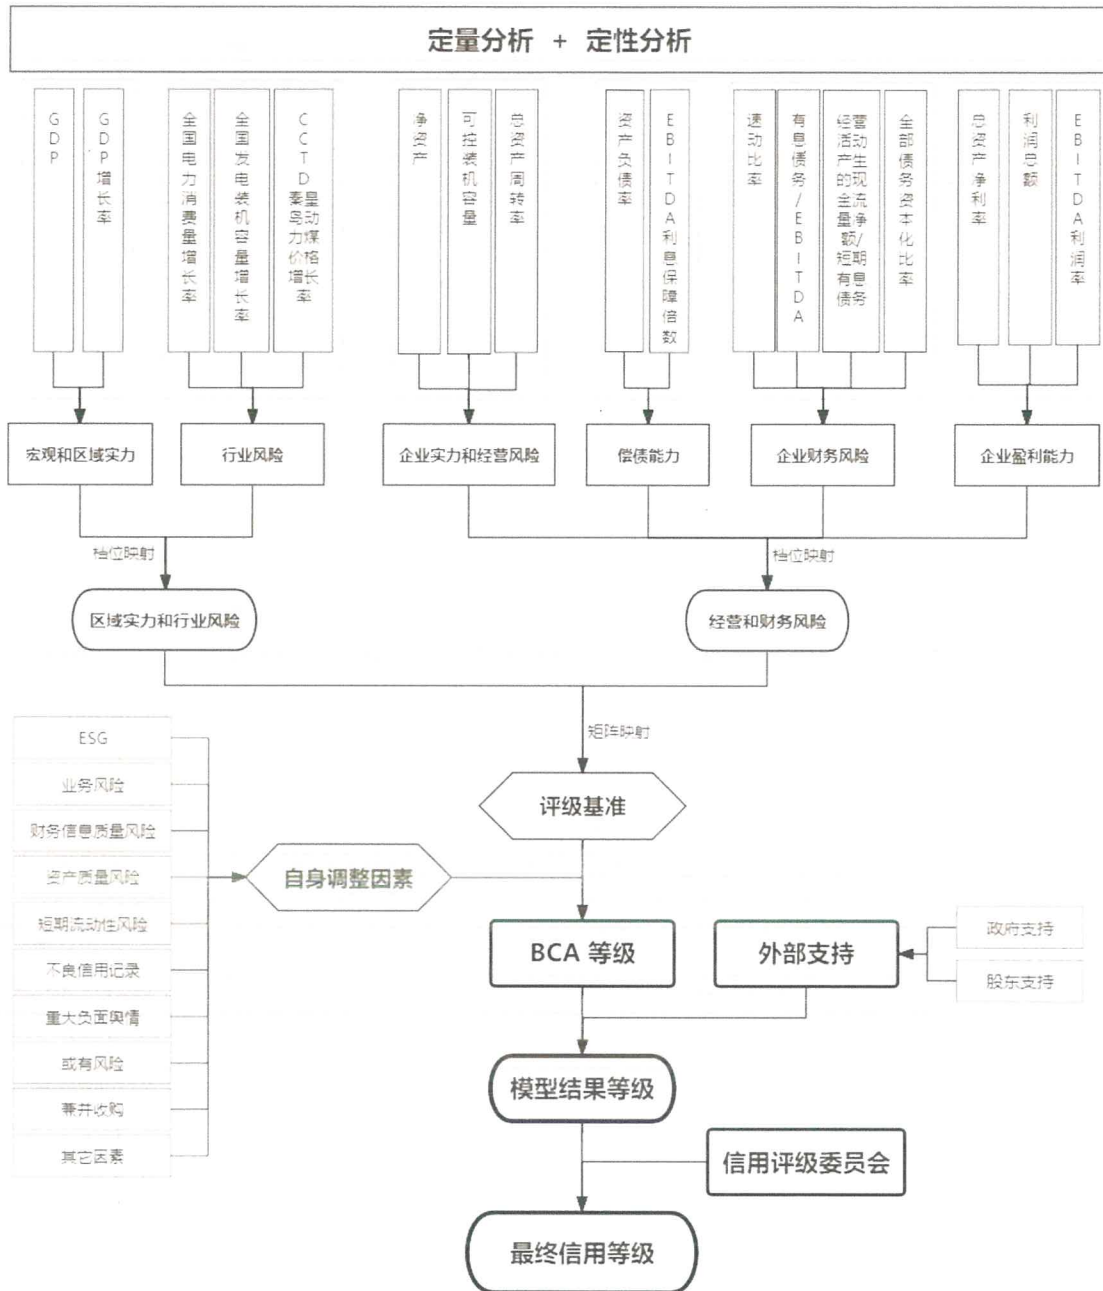 定量分析 + 定性分析
GDP
GDP增长率
全国电力消费量增长率
全国发电装机容量增长率
CCTD秦皇岛动力煤价格增长率
净资产
可控装机容量
总资产周转率
资产负债率
EBITDA利息保障倍数
速动比率
有息债务/EBITDA
经营活动产生的现金流量净额/短期有息债务
全部债务资本化比率
总资产净利率
利润总额
EBITDA利润率
宏观和区域实力
行业风险
企业实力和经营风险
偿债能力
企业财务风险
企业盈利能力
档位映射
档位映射
区域实力和行业风险
经营和财务风险
矩阵映射
ESG
业务风险
财务信息质量风险
资产质量风险
短期流动性风险
不良信用记录
重大负面舆情
或有风险
兼并收购
其它因素
评级基准
自身调整因素
BCA 等级
外部支持
政府支持
股东支持
模型结果等级
信用评级委员会
最终信用等级